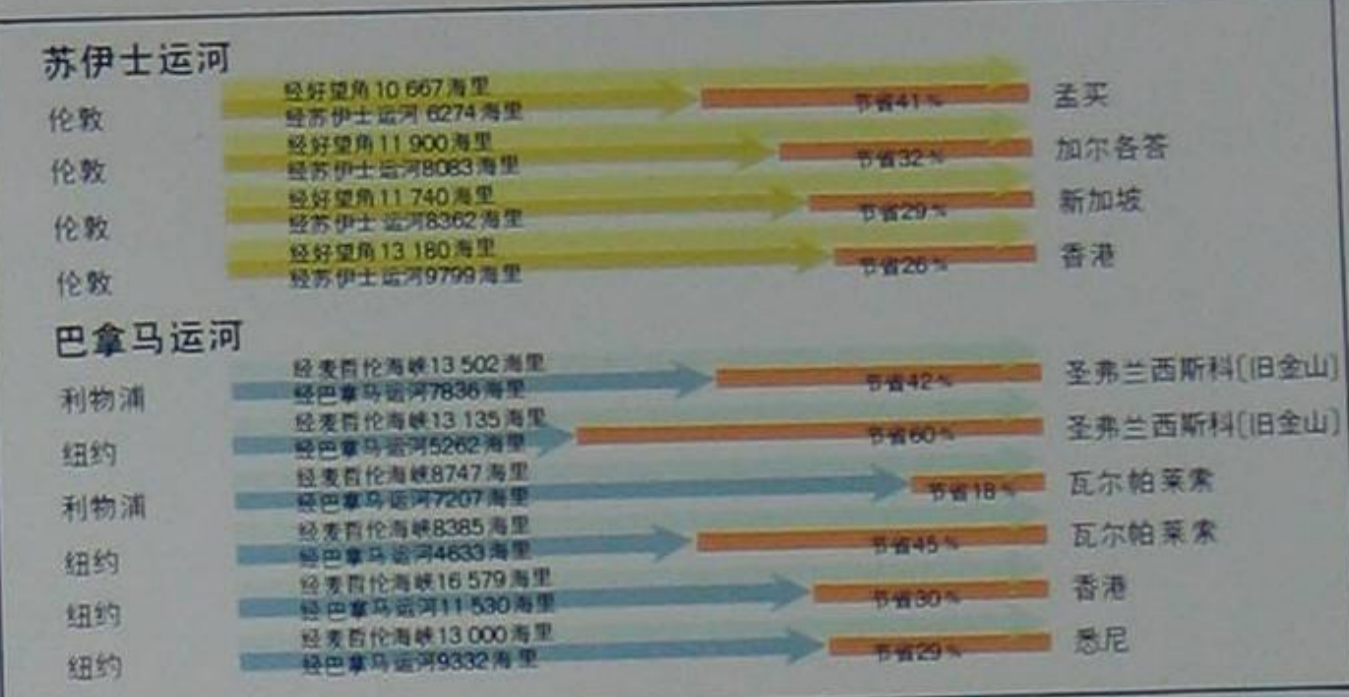 苏伊士运河
伦敦 经好望角10 667海里 节省41% 孟买
经苏伊士运河 6274海里
伦敦 经好望角11 900海里 节省32% 加尔各答
经苏伊士运河8083海里
伦敦 经好望角11 740海里 节省29% 新加坡
经苏伊士运河8362海里
伦敦 经好望角13 180海里 节省26% 香港
经苏伊士运河9799海里
巴拿马运河
利物浦 经麦哲伦海峡13 502海里 节省42% 圣弗兰西斯科〔旧金山〕
经巴拿马运河7836海里
纽约 经麦哲伦海峡13 135海里 节省60% 圣弗兰西斯科〔旧金山〕
经巴拿马运河5262海里
利物浦 经麦哲伦海峡8747海里 节省18% 瓦尔帕莱索
经巴拿马运河7207海里
纽约 经麦哲伦海峡8385海里 节省45% 瓦尔帕莱索
经巴拿马运河4633海里
纽约 经麦哲伦海峡16 579海里 节省30% 香港
经巴拿马运河11 530海里
纽约 经麦哲伦海峡13 000海里 节省29% 悉尼
经巴拿马运河9332海里